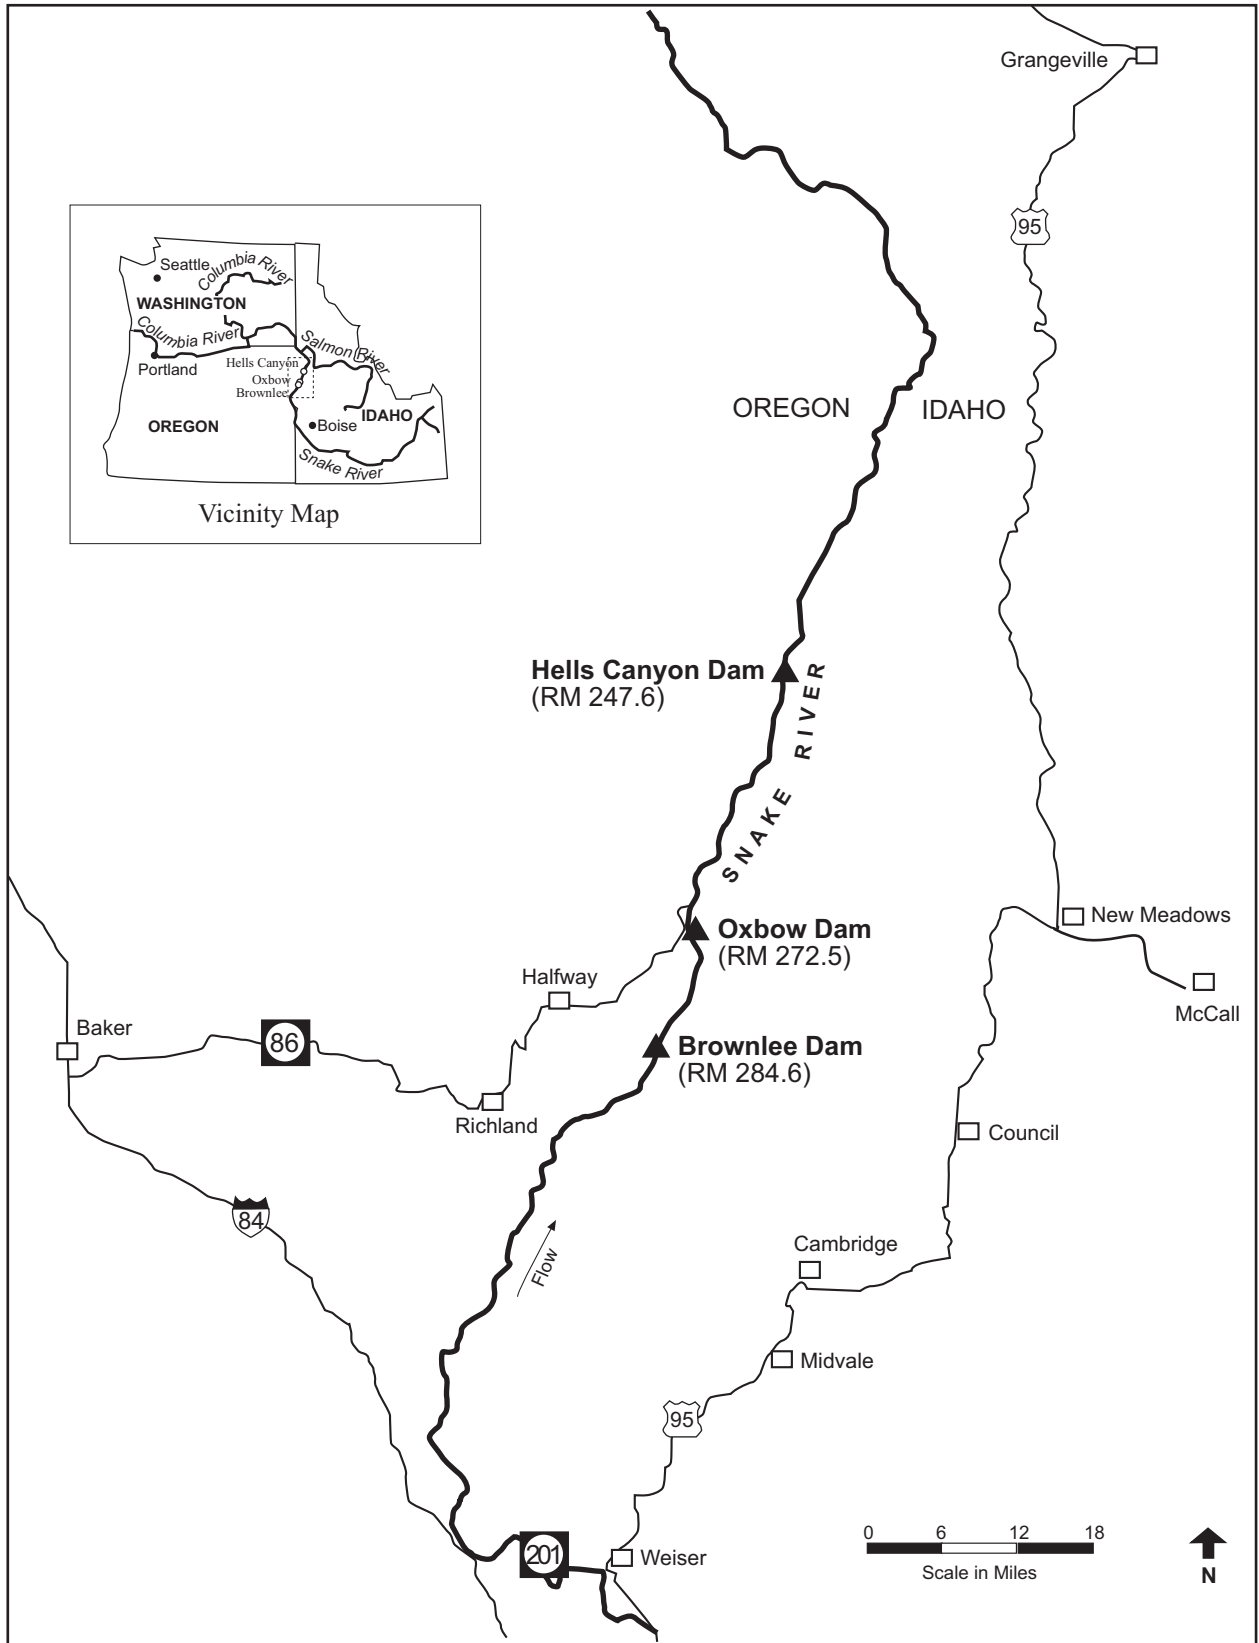 Grangeville
95
Seattle
Columbia River
WASHINGTON
Columbia River
Salmon River
Portland
Hells Canyon
Oxbow
Brownlee
OREGON
IDAHO
Boise
Snake River
Vicinity Map
OREGON
IDAHO
Hells Canyon Dam
(RM 247.6)
SNAKE RIVER
New Meadows
Oxbow Dam
(RM 272.5)
Halfway
McCall
Baker
86
Brownlee Dam
(RM 284.6)
Richland
Council
84
Flow
Cambridge
Midvale
95
201
Weiser
0 6 12 18
Scale in Miles
N